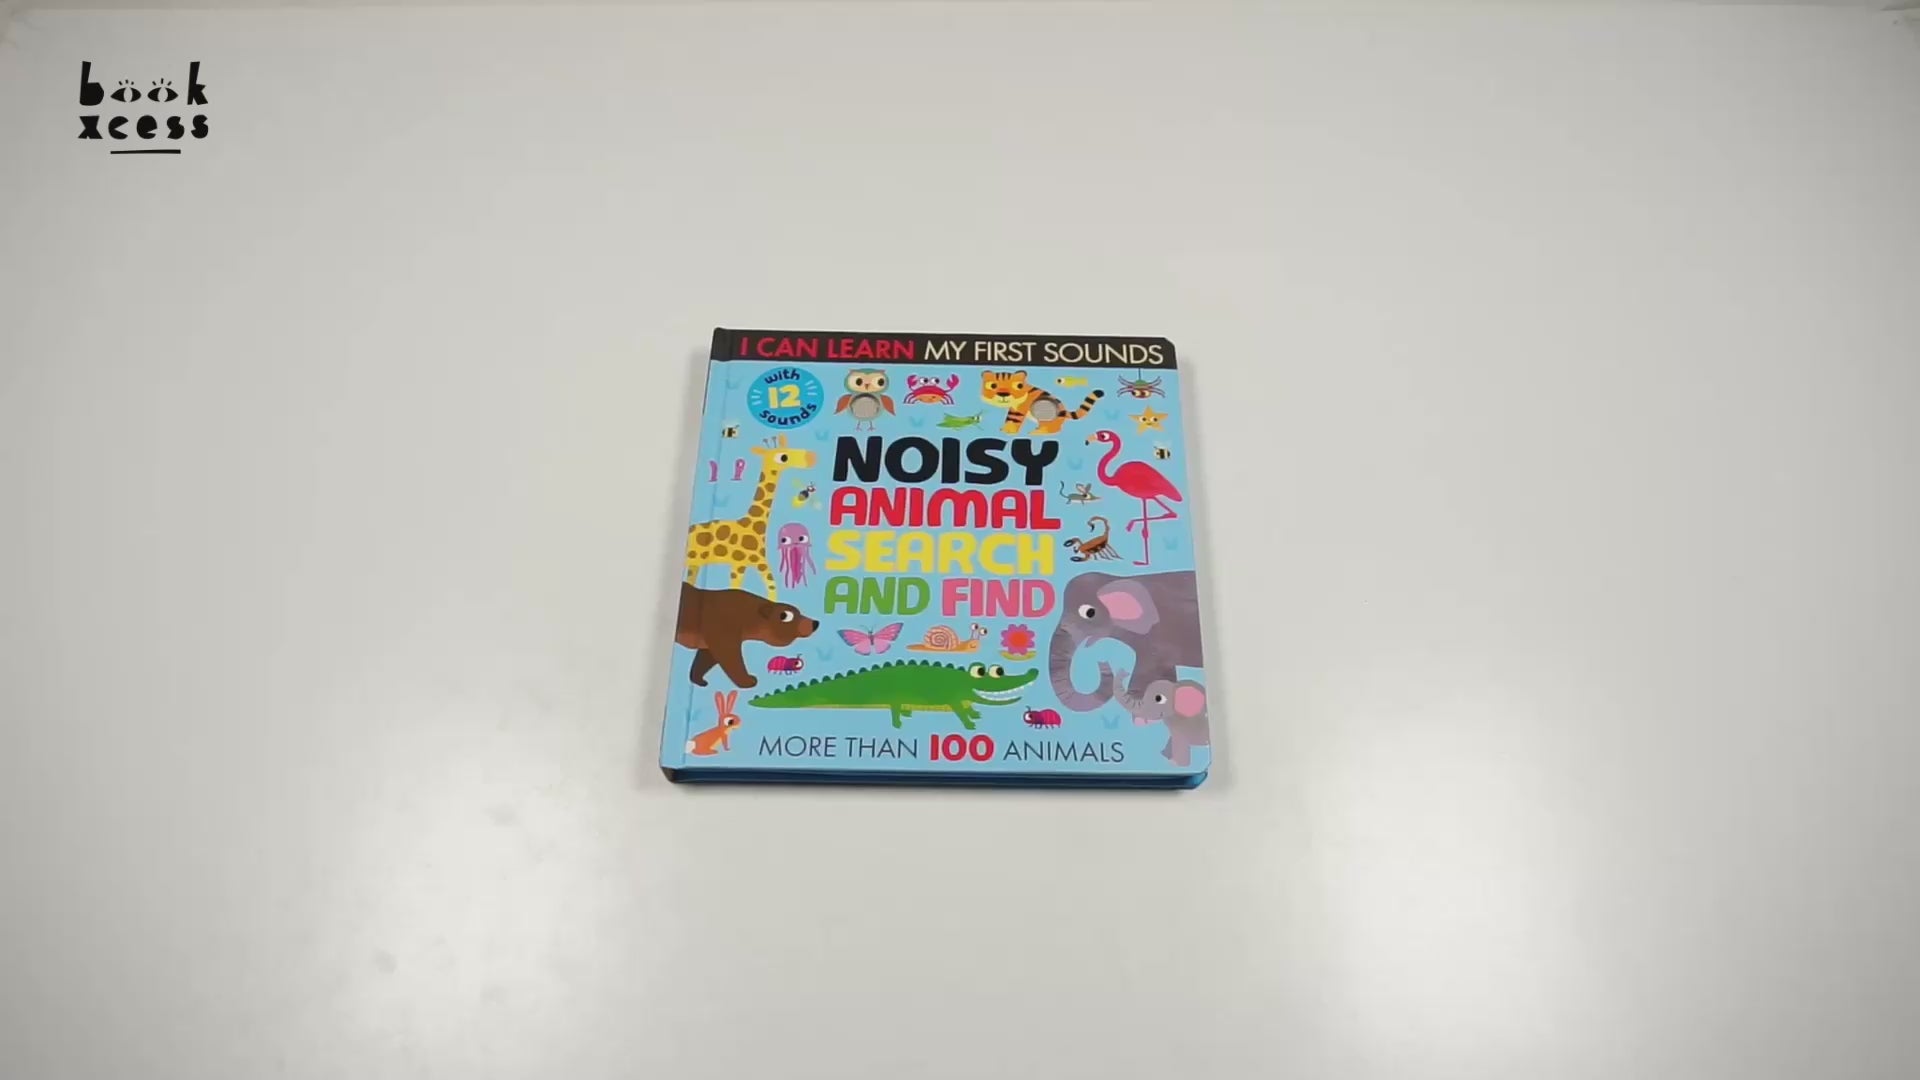 book
xcess
I CAN LEARN MY FIRST SOUNDS
with
12
sounds
NOISY
ANIMAL
SEARCH
AND FIND
MORE THAN 100 ANIMALS